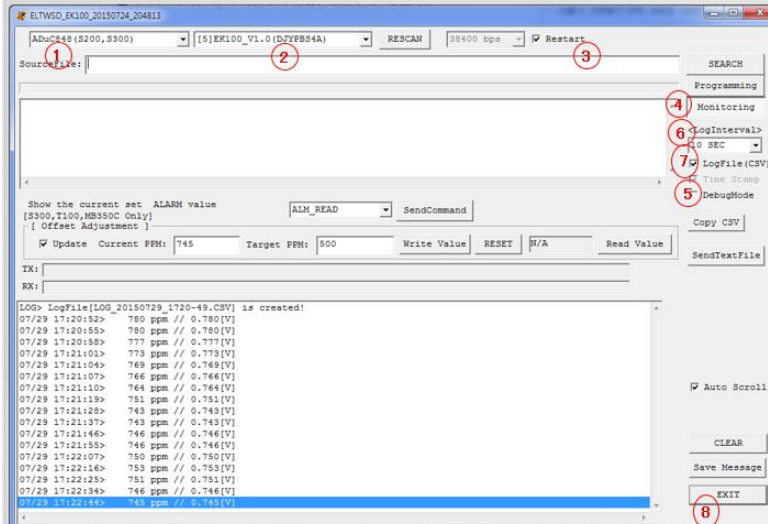 ELTWSD_EK100_20150724_204813
ADuC848(S200,S300) [5]EK100_V1.0(DJYPBS4A) RESCAN 38400 bps Restart
1 2 3
SourceFile: SEARCH
Programming
4 Monitoring
6 <LogInterval>
10 SEC
7 LogFile(CSV)
Time Stamp
5 DebugMode
Show the current set ALARM value
[S300,T100,MB350C Only]
ALM_READ SendCommand
Copy CSV
[ Offset Adjustment ]
Update Current PPM: 745 Target PPM: 500 Write Value RESET N/A Read Value
SendTextFile
TX:
RX:
LOG> LogFile[LOG_20150729_1720-49.CSV] is created!
07/29 17:20:52> 780 ppm // 0.780[V]
07/29 17:20:55> 780 ppm // 0.780[V]
07/29 17:20:58> 777 ppm // 0.777[V]
07/29 17:21:01> 773 ppm // 0.773[V]
07/29 17:21:04> 769 ppm // 0.769[V]
07/29 17:21:07> 766 ppm // 0.766[V]
07/29 17:21:10> 764 ppm // 0.764[V]
07/29 17:21:19> 751 ppm // 0.751[V]
07/29 17:21:28> 743 ppm // 0.743[V]
07/29 17:21:37> 743 ppm // 0.743[V]
07/29 17:21:46> 746 ppm // 0.746[V]
07/29 17:21:55> 746 ppm // 0.746[V]
07/29 17:22:07> 750 ppm // 0.750[V]
07/29 17:22:16> 753 ppm // 0.753[V]
07/29 17:22:25> 751 ppm // 0.751[V]
07/29 17:22:34> 746 ppm // 0.746[V]
07/29 17:22:44> 745 ppm // 0.745[V]
Auto Scroll
CLEAR
Save Message
EXIT
8